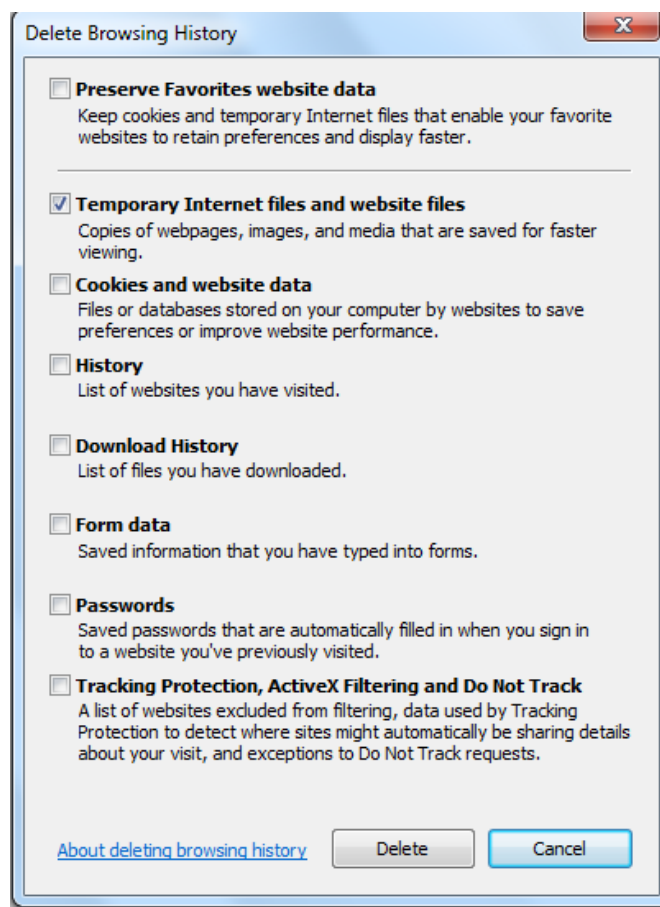 Delete Browsing History
Preserve Favorites website data
Keep cookies and temporary Internet files that enable your favorite
websites to retain preferences and display faster.
Temporary Internet files and website files
Copies of webpages, images, and media that are saved for faster
viewing.
Cookies and website data
Files or databases stored on your computer by websites to save
preferences or improve website performance.
History
List of websites you have visited.
Download History
List of files you have downloaded.
Form data
Saved information that you have typed into forms.
Passwords
Saved passwords that are automatically filled in when you sign in
to a website you've previously visited.
Tracking Protection, ActiveX Filtering and Do Not Track
A list of websites excluded from filtering, data used by Tracking
Protection to detect where sites might automatically be sharing details
about your visit, and exceptions to Do Not Track requests.
About deleting browsing history Delete Cancel